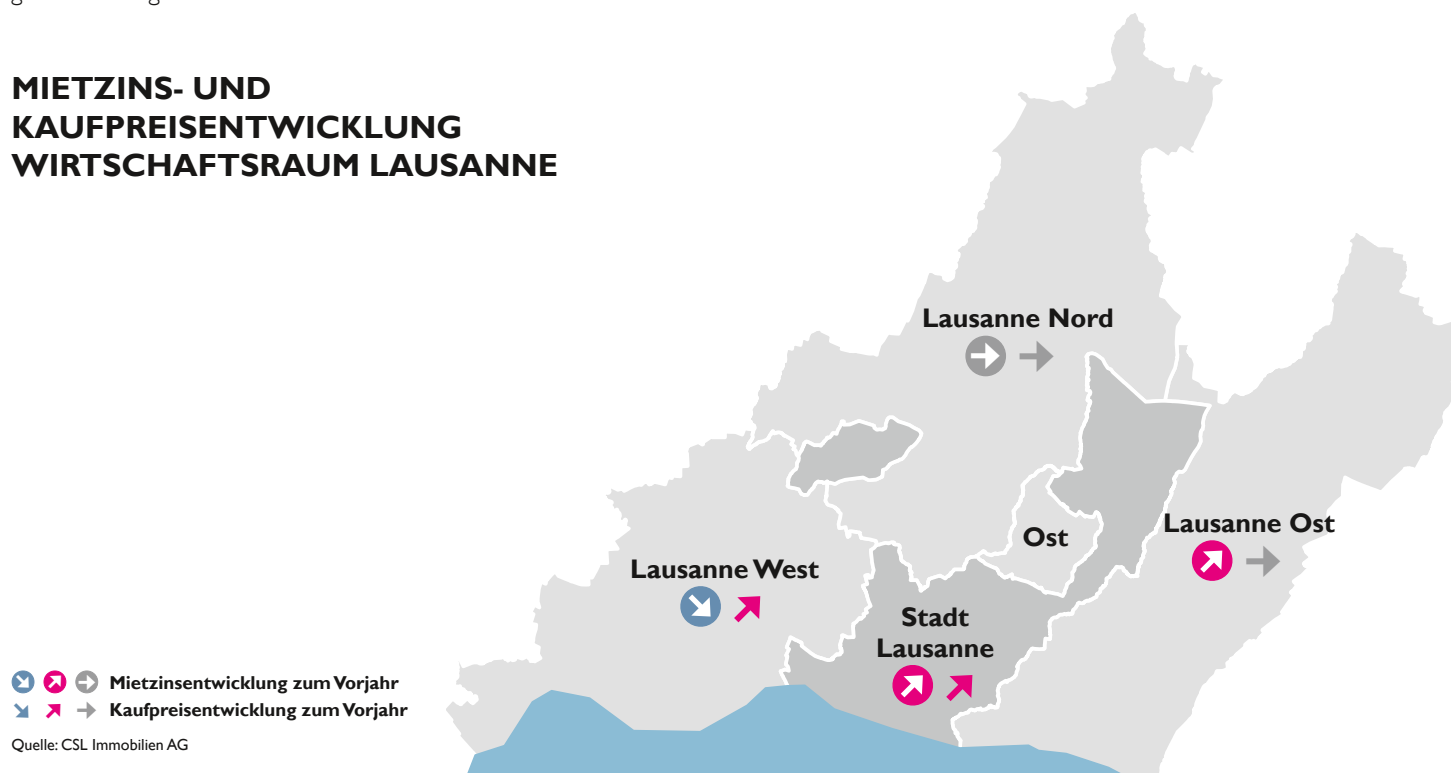 MIETZINS- UND
KAUFPREISENTWICKLUNG
WIRTSCHAFTSRAUM LAUSANNE
Lausanne Nord
Ost
Lausanne Ost
Lausanne West
Stadt
Lausanne
Mietzinsentwicklung zum Vorjahr
Kaufpreisentwicklung zum Vorjahr
Quelle: CSL Immobilien AG